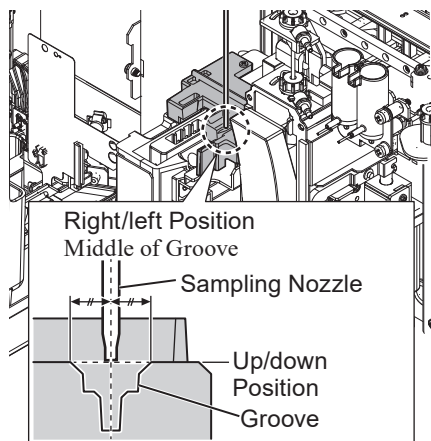 Right/left Position
Middle of Groove
Sampling Nozzle
Up/down
Position
Groove